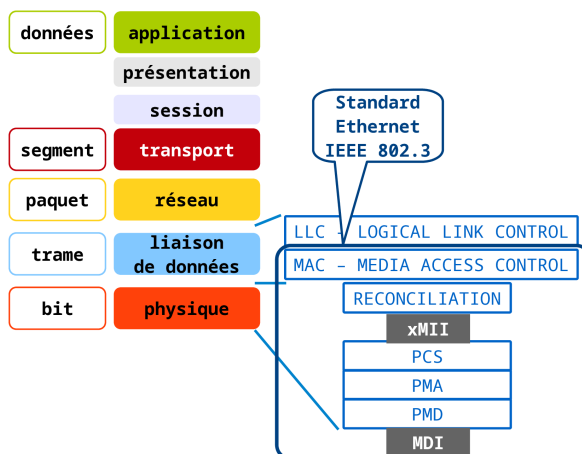 données
application
présentation
session
segment
transport
paquet
réseau
trame
liaison
de données
bit
physique
Standard
Ethernet
IEEE 802.3
LLC - LOGICAL LINK CONTROL
MAC – MEDIA ACCESS CONTROL
RECONCILIATION
xMII
PCS
PMA
PMD
MDI